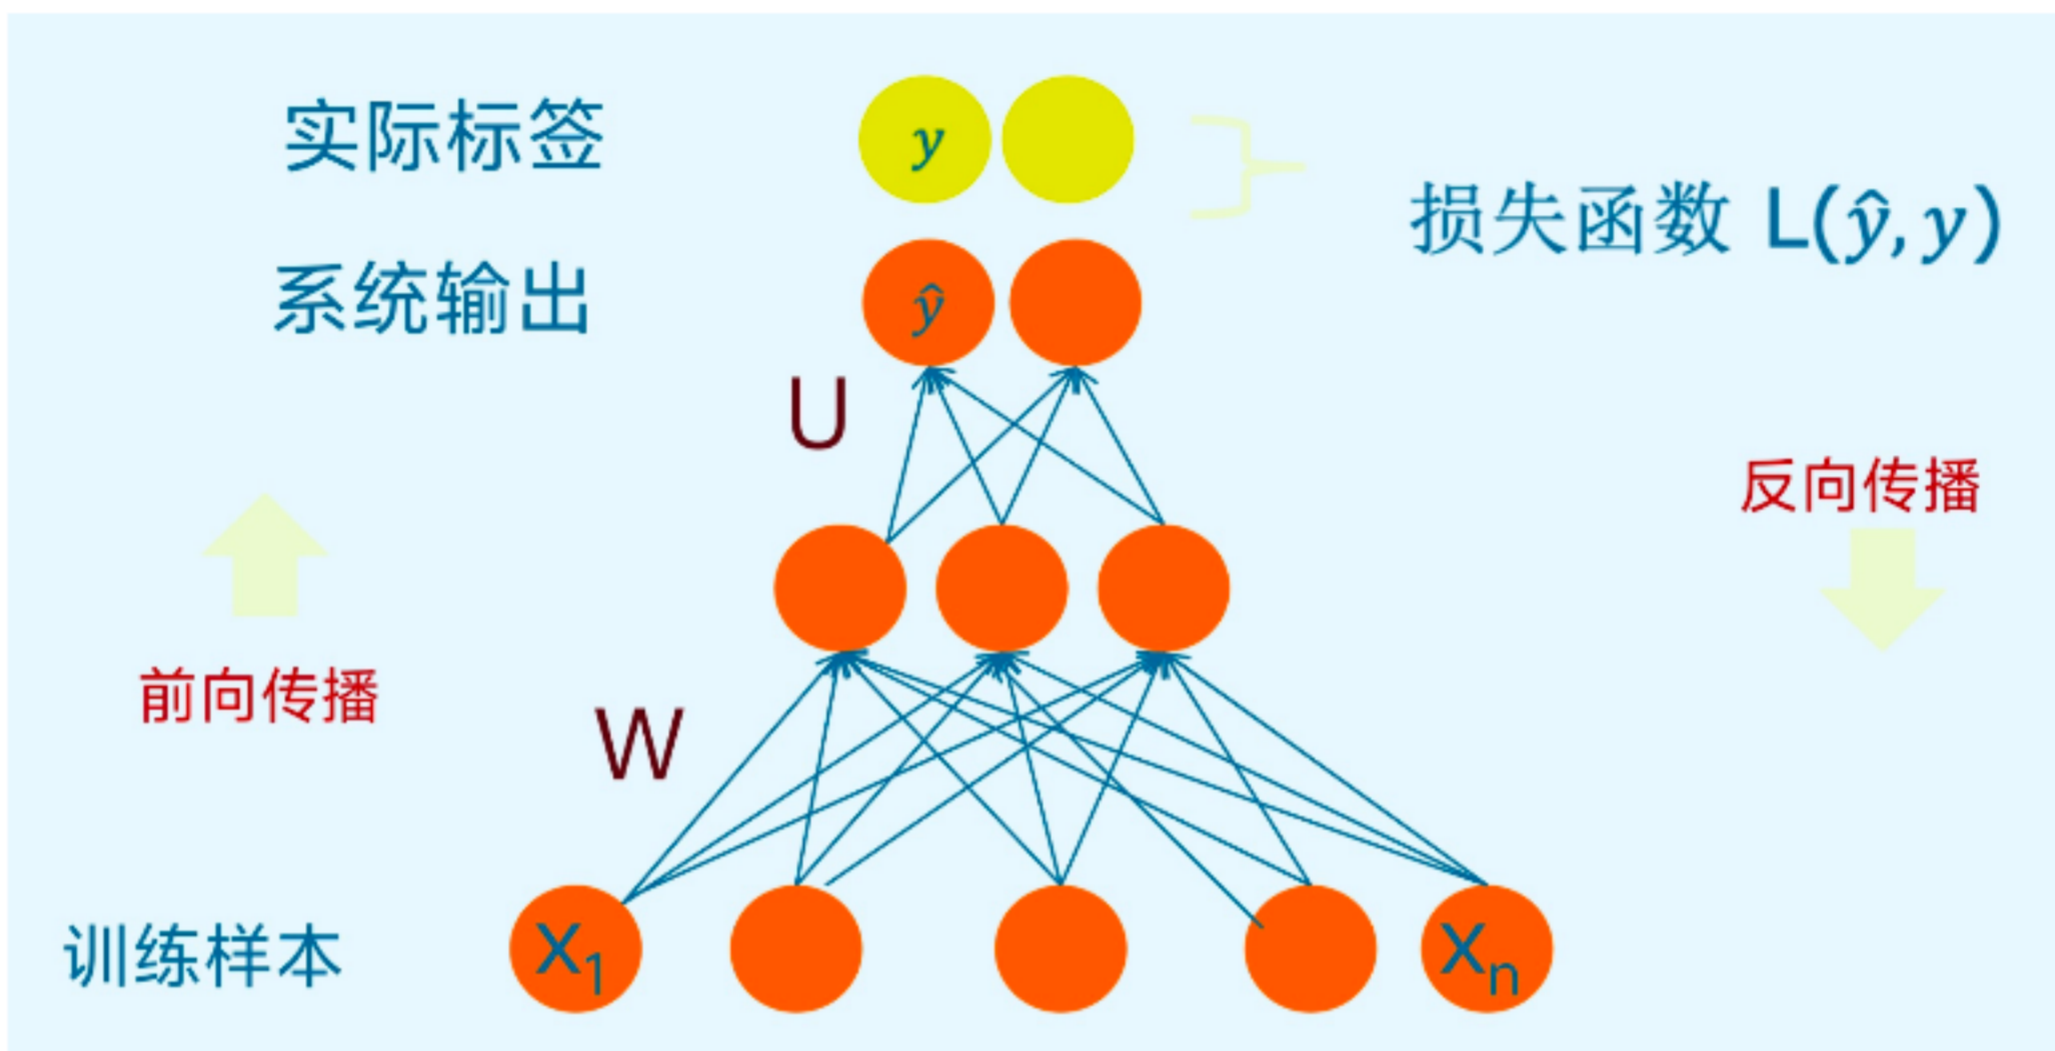 实际标签
y
损失函数 L(ŷ, y)
系统输出
ŷ
U
反向传播
前向传播
W
训练样本
X₁
Xₙ